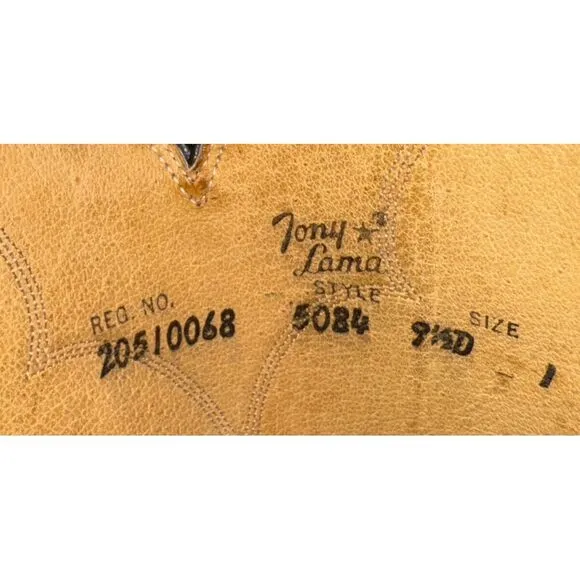 Tony
Lama
STYLE
REG. NO.
SIZE
20510068
5084
9½D
1